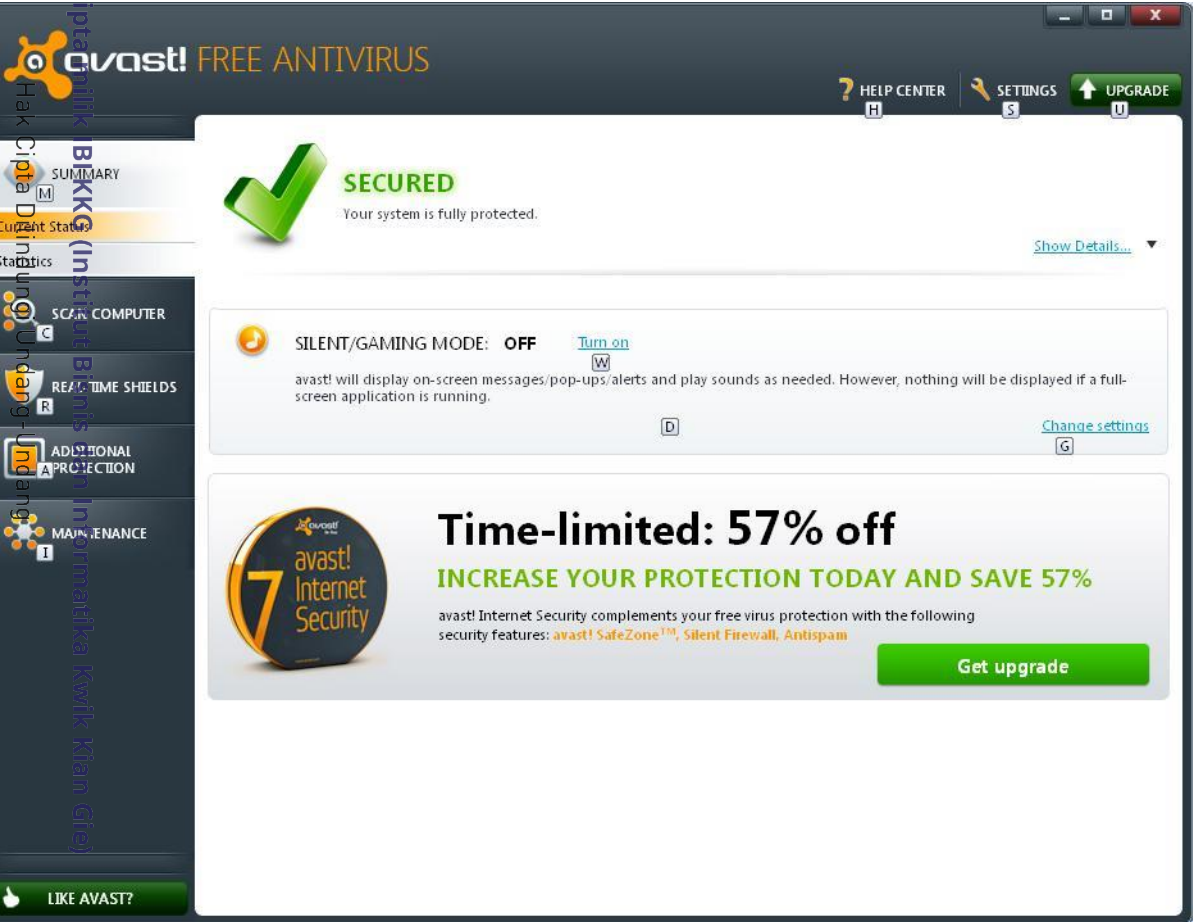 avast! FREE ANTIVIRUS
HELP CENTER
H
SETTINGS
S
UPGRADE
U
SUMMARY
M
Current Status
Statistics
SCAN COMPUTER
C
REAL-TIME SHIELDS
R
ADDITIONAL
PROTECTION
A
MAINTENANCE
I
LIKE AVAST?
SECURED
Your system is fully protected.
Show Details...
SILENT/GAMING MODE: OFF
Turn on
W
avast! will display on-screen messages/pop-ups/alerts and play sounds as needed. However, nothing will be displayed if a full-
screen application is running.
D
Change settings
G
avast!
avast!
7
Internet
Security
Time-limited: 57% off
INCREASE YOUR PROTECTION TODAY AND SAVE 57%
avast! Internet Security complements your free virus protection with the following
security features: avast! SafeZone™, Silent Firewall, Antispam
Get upgrade
milik IBIKKG (Institut Bisnis dan Informatika Kwik Kian Gie)
Hak Cipta Dilindungi Undang-Undang